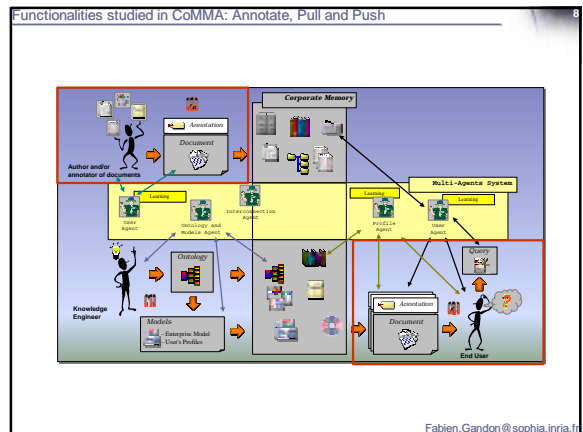 Functionalities studied in CoMMA: Annotate, Pull and Push
8
Corporate Memory
Annotation
Document
Author and/or
annotator of documents
Multi-Agents System
Learning
Learning
Learning
User
Agent
Ontology and
Models Agent
Interconnection
Agent
Profile
Agent
User
Agent
Query
Ontology
Knowledge
Engineer
Models
- Enterprise Model
- User's Profiles
Annotation
Document
?
End User
Fabien.Gandon@sophia.inria.fr